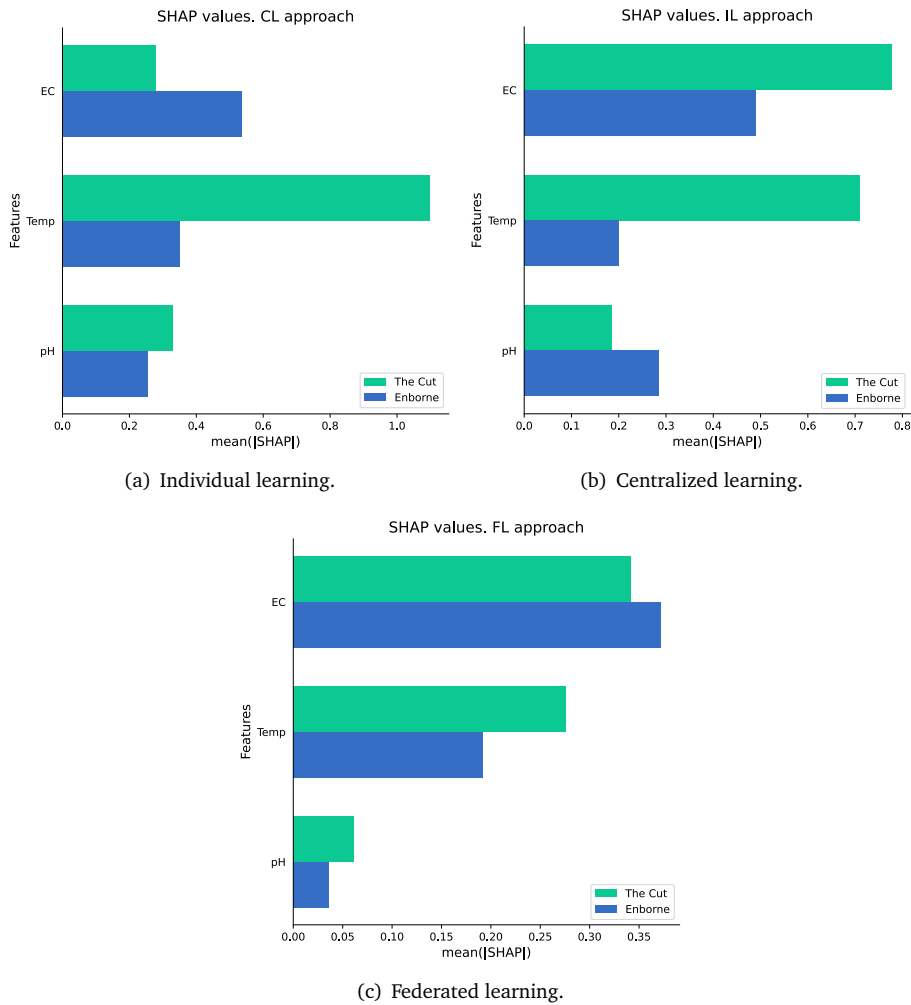 SHAP values. CL approach
EC
Temp
pH
Features
The Cut
Enborne
0.0 0.2 0.4 0.6 0.8 1.0
mean(|SHAP|)
(a) Individual learning.
SHAP values. IL approach
EC
Temp
pH
Features
The Cut
Enborne
0.0 0.1 0.2 0.3 0.4 0.5 0.6 0.7 0.8
mean(|SHAP|)
(b) Centralized learning.
SHAP values. FL approach
EC
Temp
pH
Features
The Cut
Enborne
0.00 0.05 0.10 0.15 0.20 0.25 0.30 0.35
mean(|SHAP|)
(c) Federated learning.